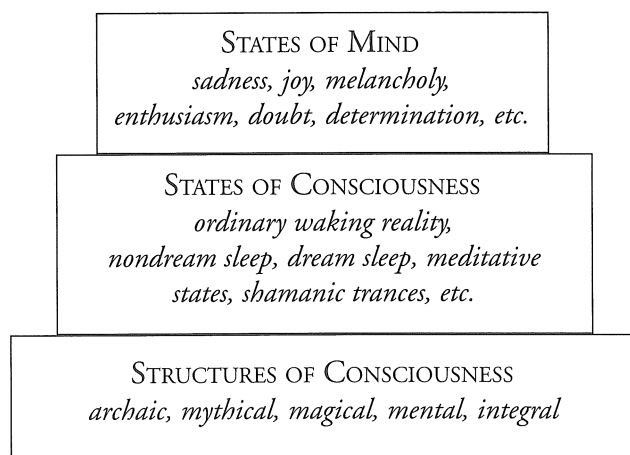 STATES OF MIND
sadness, joy, melancholy,
enthusiasm, doubt, determination, etc.
STATES OF CONSCIOUSNESS
ordinary waking reality,
nondream sleep, dream sleep, meditative
states, shamanic trances, etc.
STRUCTURES OF CONSCIOUSNESS
archaic, mythical, magical, mental, integral